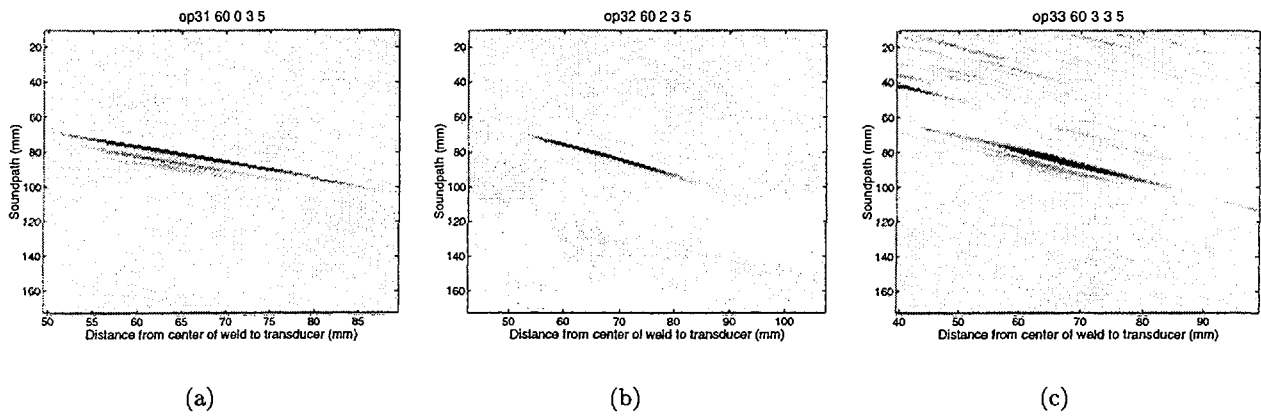 op31 60 0 3 5
Soundpath (mm)
20
40
60
80
100
120
140
160
50 55 60 65 70 75 80 85
Distance from center of weld to transducer (mm)
(a)
op32 60 2 3 5
Soundpath (mm)
20
40
60
80
100
120
140
160
50 60 70 80 90 100
Distance from center of weld to transducer (mm)
(b)
op33 60 3 3 5
Soundpath (mm)
20
40
60
80
100
120
140
160
40 50 60 70 80 90
Distance from center of weld to transducer (mm)
(c)